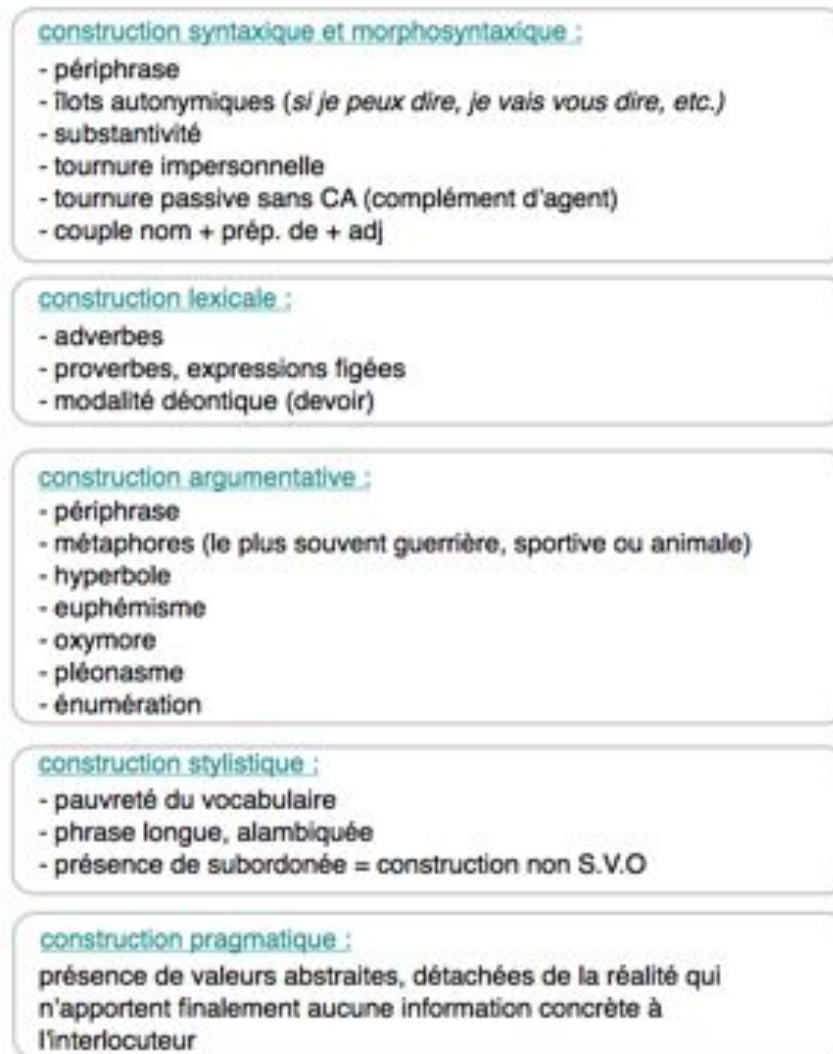 construction syntaxique et morphosyntaxique :
- périphrase
- îlots autonymiques (si je peux dire, je vais vous dire, etc.)
- substantivité
- tournure impersonnelle
- tournure passive sans CA (complément d'agent)
- couple nom + prép. de + adj
construction lexicale :
- adverbes
- proverbes, expressions figées
- modalité déontique (devoir)
construction argumentative :
- périphrase
- métaphores (le plus souvent guerrière, sportive ou animale)
- hyperbole
- euphémisme
- oxymore
- pléonasme
- énumération
construction stylistique :
- pauvreté du vocabulaire
- phrase longue, alambiquée
- présence de subordonée = construction non S.V.O
construction pragmatique :
présence de valeurs abstraites, détachées de la réalité qui
n'apportent finalement aucune information concrète à
l'interlocuteur